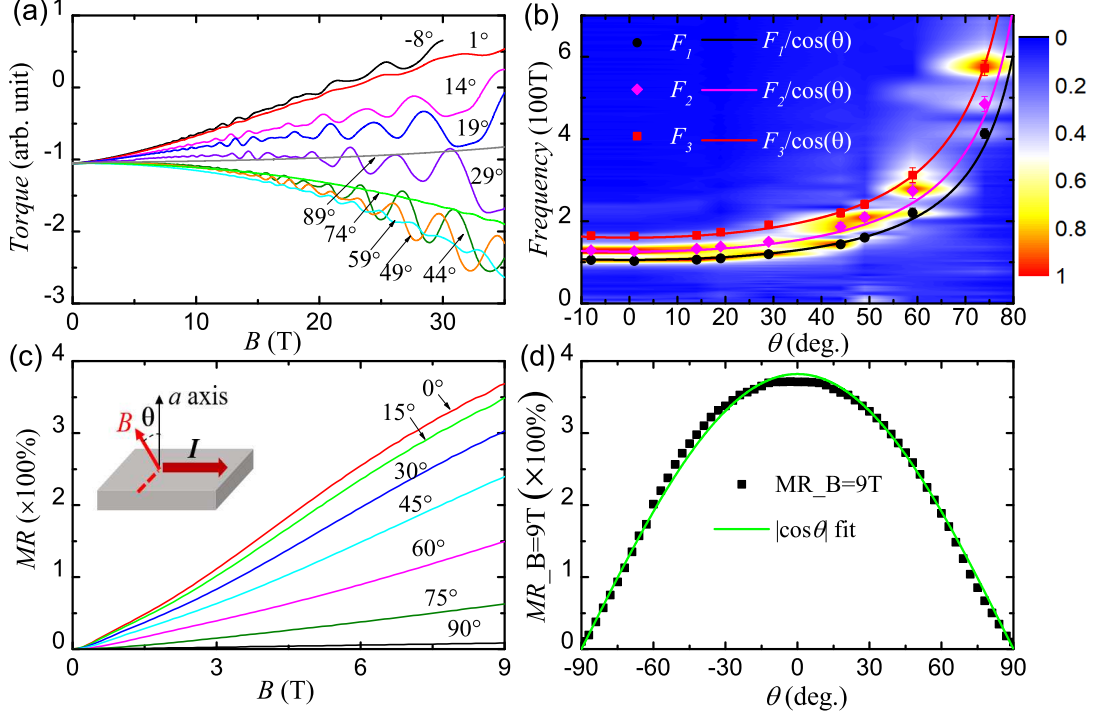 (a)
-8°
1°
14°
19°
29°
89°
74°
59°
49°
44°
Torque (arb. unit)
1
0
-1
-2
-3
0
10
20
30
B (T)
(b)
F1
F1/cos(θ)
F2
F2/cos(θ)
F3
F3/cos(θ)
Frequency (100T)
6
4
2
0
-10
0
10
20
30
40
50
60
70
80
θ (deg.)
0
0.2
0.4
0.6
0.8
1
(c)
a axis
B
θ
I
0°
15°
30°
45°
60°
75°
90°
MR (×100%)
4
3
2
1
0
0
3
6
9
B (T)
(d)
MR_B=9T
|cosθ| fit
MR_B=9T (×100%)
4
3
2
1
0
-90
-60
-30
0
30
60
90
θ (deg.)